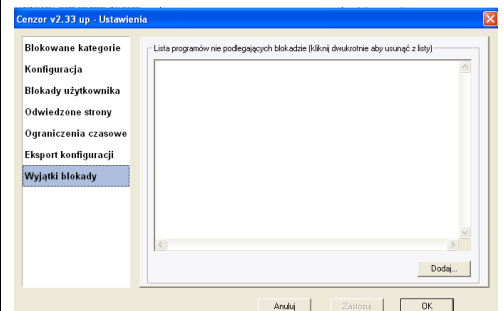 Cenzor v2.33 up - Ustawienia
Blokowane kategorie
Konfiguracja
Blokady użytkownika
Odwiedzone strony
Ograniczenia czasowe
Eksport konfiguracji
Wyjątki blokady
Lista programów nie podlegających blokadzie (kliknij dwukrotnie aby usunąć z listy)
Dodaj...
Anuluj
Zastosuj
OK